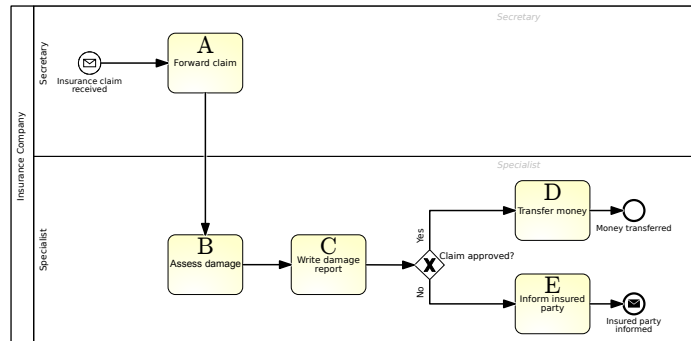 Insurance Company
Secretary
Secretary
Insurance claim
received
A
Forward claim
Specialist
Specialist
B
Assess damage
C
Write damage
report
Claim approved?
Yes
No
D
Transfer money
Money transferred
E
Inform insured
party
Insured party
informed